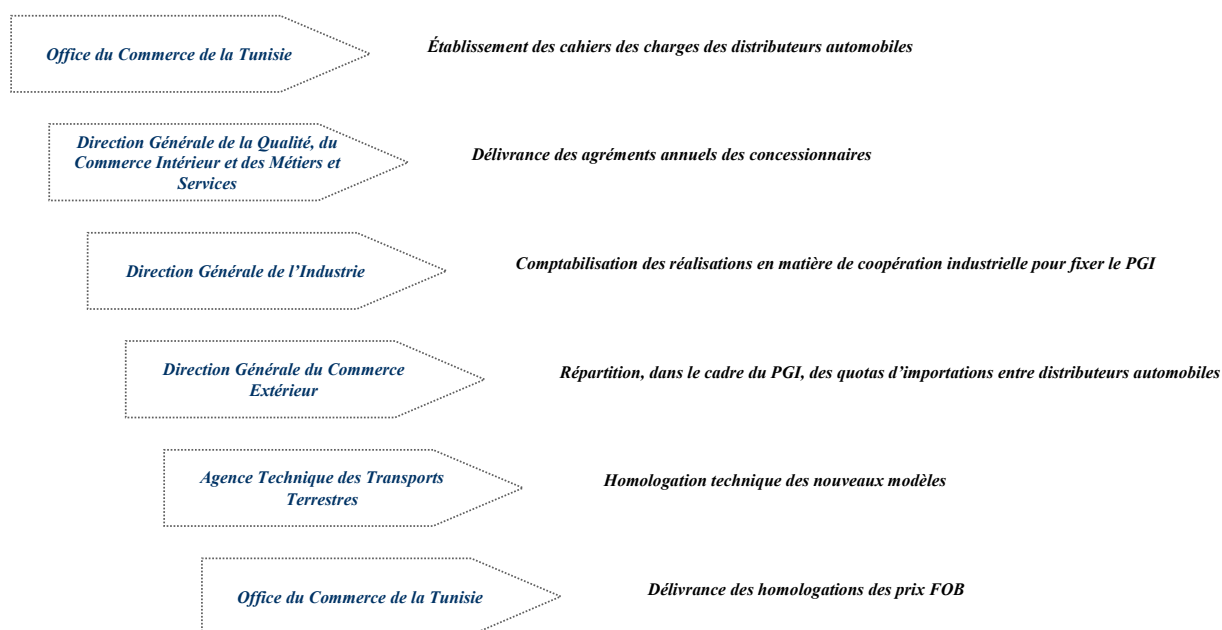 Office du Commerce de la Tunisie
Établissement des cahiers des charges des distributeurs automobiles
Direction Générale de la Qualité, du
Commerce Intérieur et des Métiers et
Services
Délivrance des agréments annuels des concessionnaires
Direction Générale de l’Industrie
Comptabilisation des réalisations en matière de coopération industrielle pour fixer le PGI
Direction Générale du Commerce
Extérieur
Répartition, dans le cadre du PGI, des quotas d’importations entre distributeurs automobiles
Agence Technique des Transports
Terrestres
Homologation technique des nouveaux modèles
Office du Commerce de la Tunisie
Délivrance des homologations des prix FOB